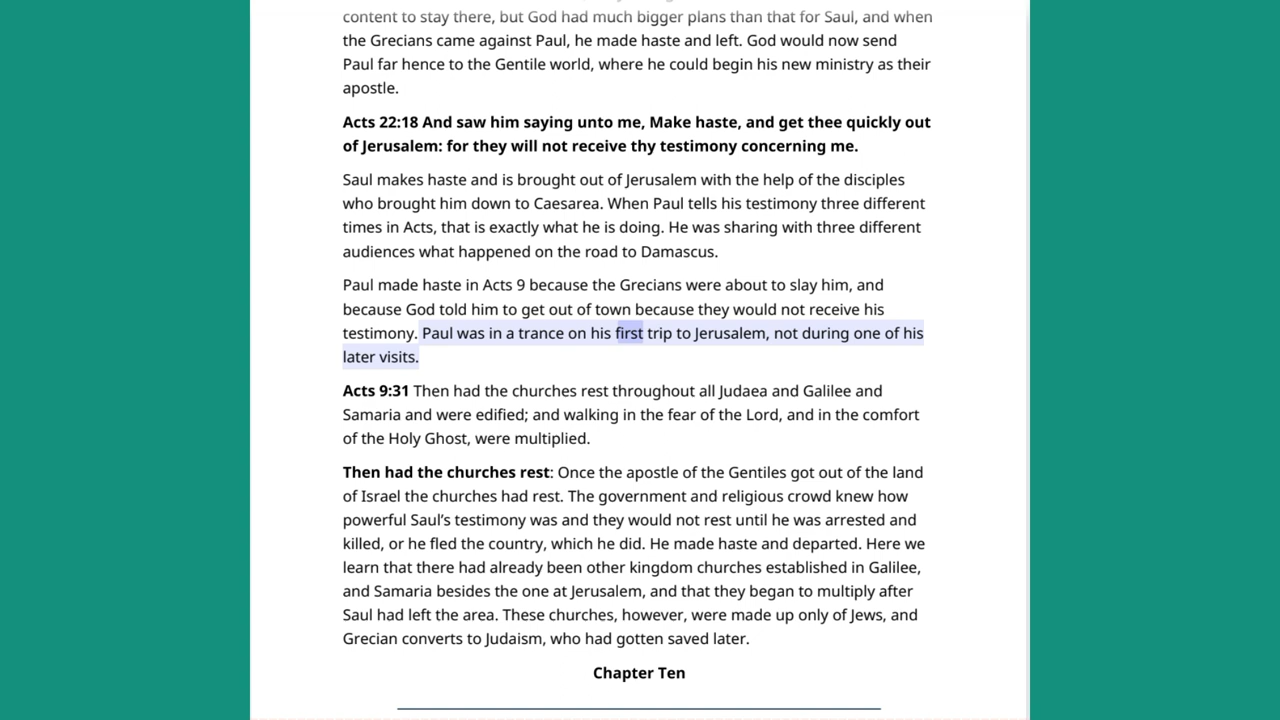 content to stay there, but God had much bigger plans than that for Saul, and when
the Grecians came against Paul, he made haste and left. God would now send
Paul far hence to the Gentile world, where he could begin his new ministry as their
apostle.
Acts 22:18 And saw him saying unto me, Make haste, and get thee quickly out
of Jerusalem: for they will not receive thy testimony concerning me.
Saul makes haste and is brought out of Jerusalem with the help of the disciples
who brought him down to Caesarea. When Paul tells his testimony three different
times in Acts, that is exactly what he is doing. He was sharing with three different
audiences what happened on the road to Damascus.
Paul made haste in Acts 9 because the Grecians were about to slay him, and
because God told him to get out of town because they would not receive his
testimony. Paul was in a trance on his first trip to Jerusalem, not during one of his
later visits.
Acts 9:31 Then had the churches rest throughout all Judaea and Galilee and
Samaria and were edified; and walking in the fear of the Lord, and in the comfort
of the Holy Ghost, were multiplied.
Then had the churches rest: Once the apostle of the Gentiles got out of the land
of Israel the churches had rest. The government and religious crowd knew how
powerful Saul’s testimony was and they would not rest until he was arrested and
killed, or he fled the country, which he did. He made haste and departed. Here we
learn that there had already been other kingdom churches established in Galilee,
and Samaria besides the one at Jerusalem, and that they began to multiply after
Saul had left the area. These churches, however, were made up only of Jews, and
Grecian converts to Judaism, who had gotten saved later.
Chapter Ten